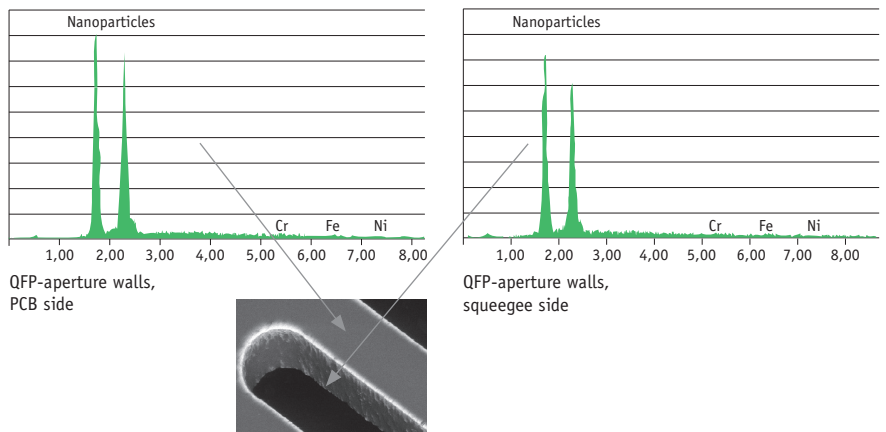 Nanoparticles
Cr Fe Ni
1,00 2,00 3,00 4,00 5,00 6,00 7,00 8,00
QFP-aperture walls,
PCB side
Nanoparticles
Cr Fe Ni
1,00 2,00 3,00 4,00 5,00 6,00 7,00 8,00
QFP-aperture walls,
squeegee side